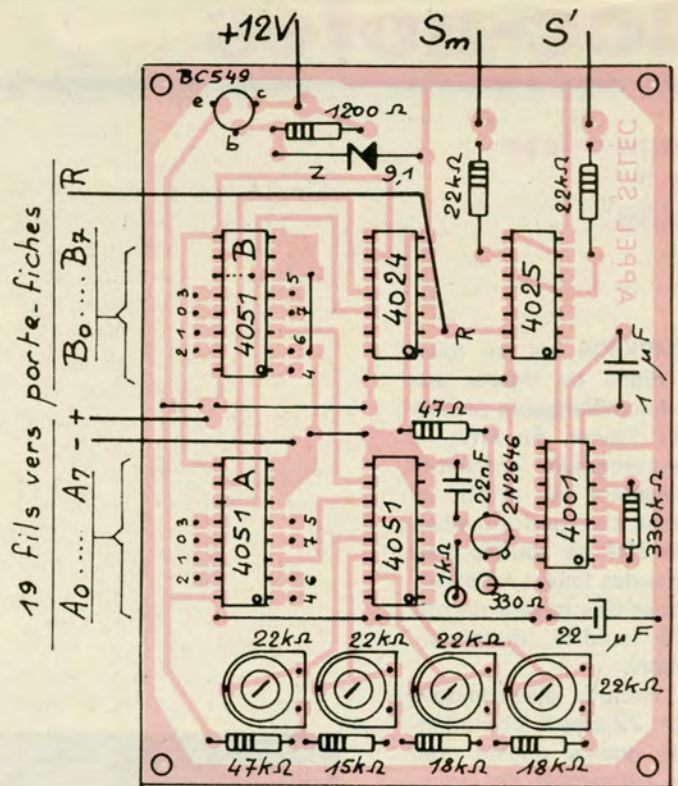 +12V
Sm
S'
BC549
e
c
b
1200 Ω
Z
9,1
22kΩ
22kΩ
APPEL SELEC
R
19 fils vers porte-fiches
B0 ..... B7
+
-
A0 ..... A7
4051 B
2 1 0 3
5
7
6
4
4024
R
4025
1 µF
47Ω
4051 A
2 1 0 3
5
7
6
4
4051
22nF
2N2646
1kΩ
330Ω
4001
330kΩ
22 µF
22kΩ
22kΩ
22kΩ
22kΩ
47kΩ
15kΩ
18kΩ
18kΩ